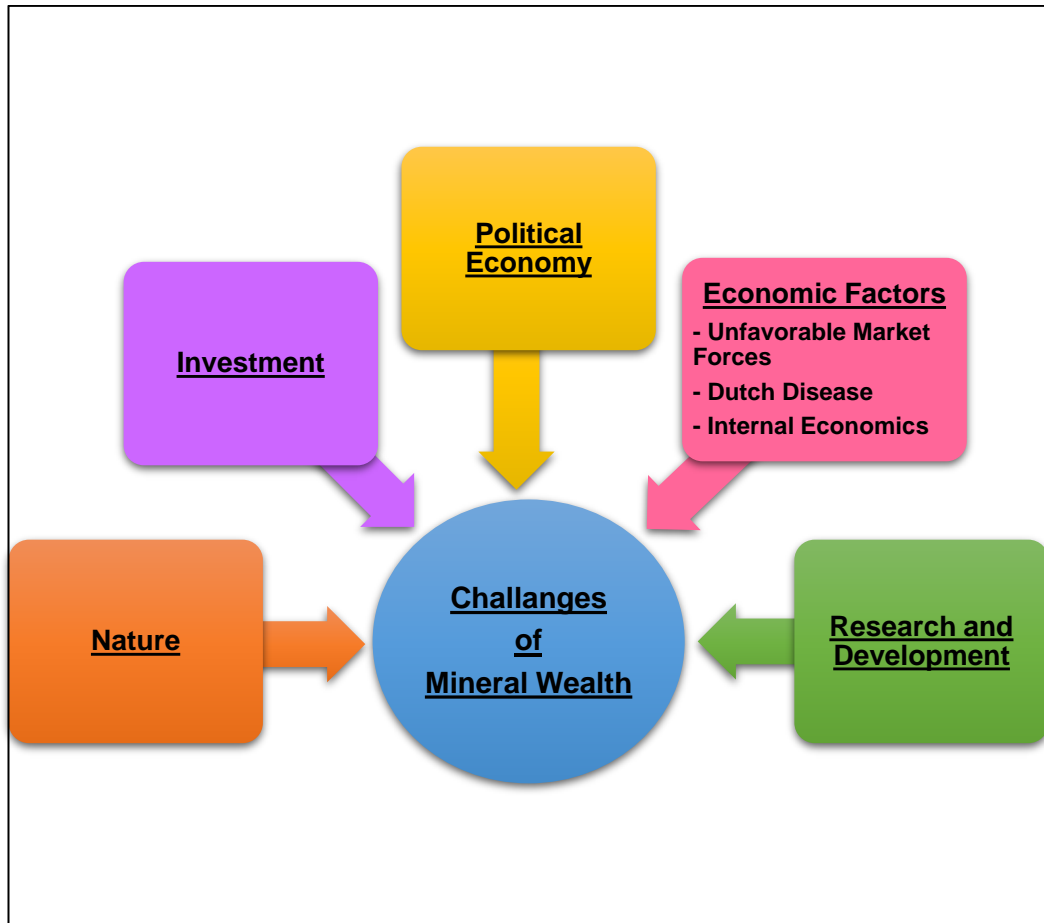 Political
Economy
Investment
Economic Factors
- Unfavorable Market
Forces
- Dutch Disease
- Internal Economics
Nature
Challanges
of
Mineral Wealth
Research and
Development